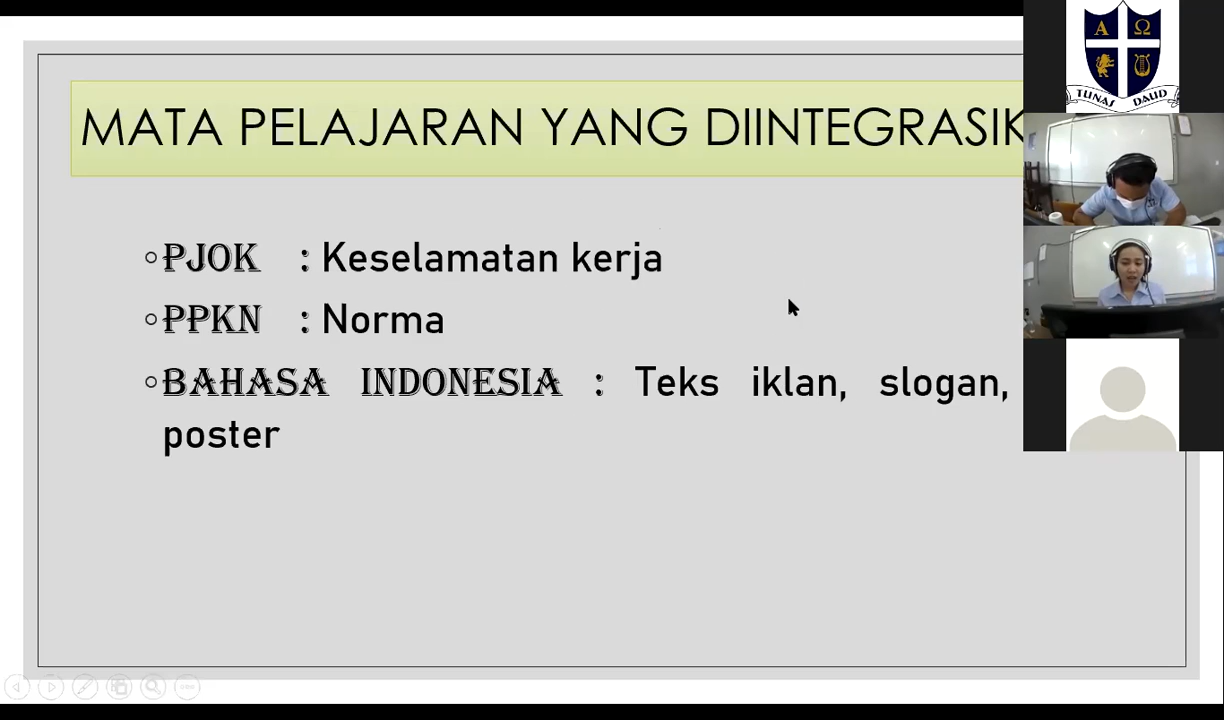 MATA PELAJARAN YANG DIINTEGRASIK
PJOK : Keselamatan kerja
PPKN : Norma
BAHASA INDONESIA : Teks iklan, slogan,
poster
A Ω
TUNAS DAUD